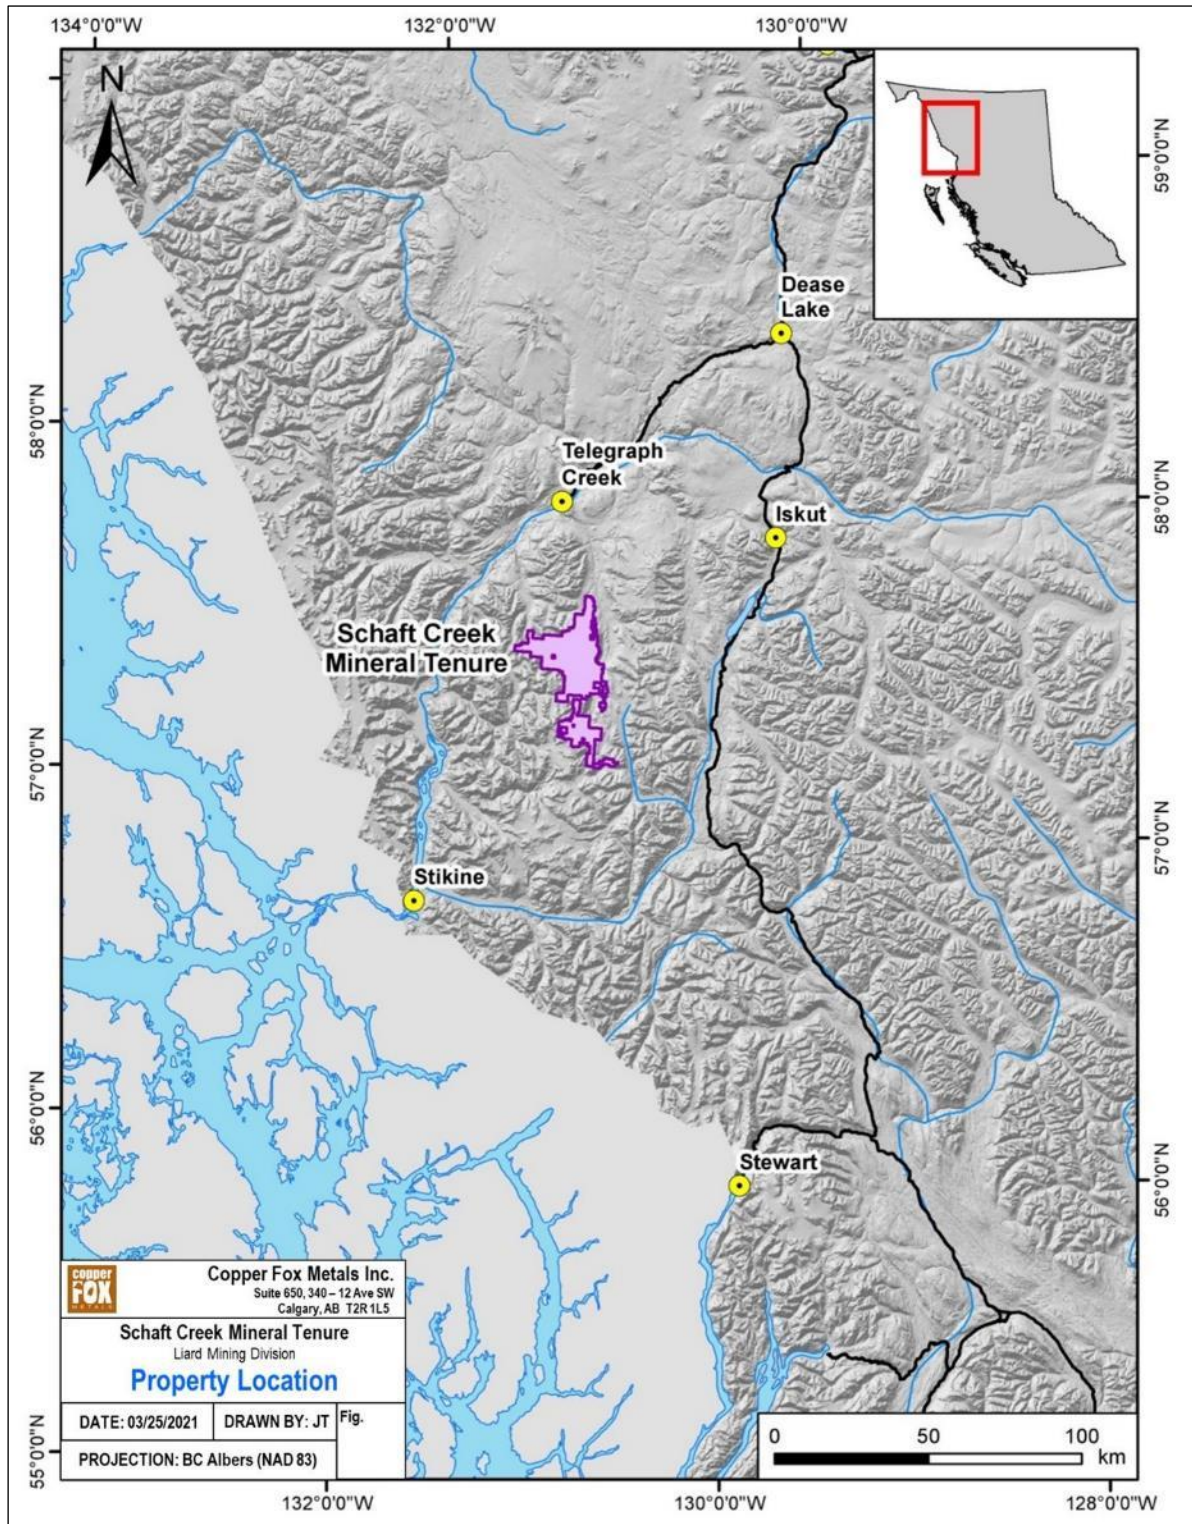 134°0'0"W
132°0'0"W
130°0'0"W
N
59°0'0"N
Dease
Lake
58°0'0"N
Telegraph
Creek
58°0'0"N
Iskut
Schaft Creek
Mineral Tenure
57°0'0"N
57°0'0"N
Stikine
56°0'0"N
Stewart
56°0'0"N
copper
FOX
METALS
Copper Fox Metals Inc.
Suite 650, 340 – 12 Ave SW
Calgary, AB T2R 1L5
Schaft Creek Mineral Tenure
Liard Mining Division
Property Location
DATE: 03/25/2021
DRAWN BY: JT
Fig.
PROJECTION: BC Albers (NAD 83)
0 50 100
km
55°0'0"N
132°0'0"W
130°0'0"W
128°0'0"W